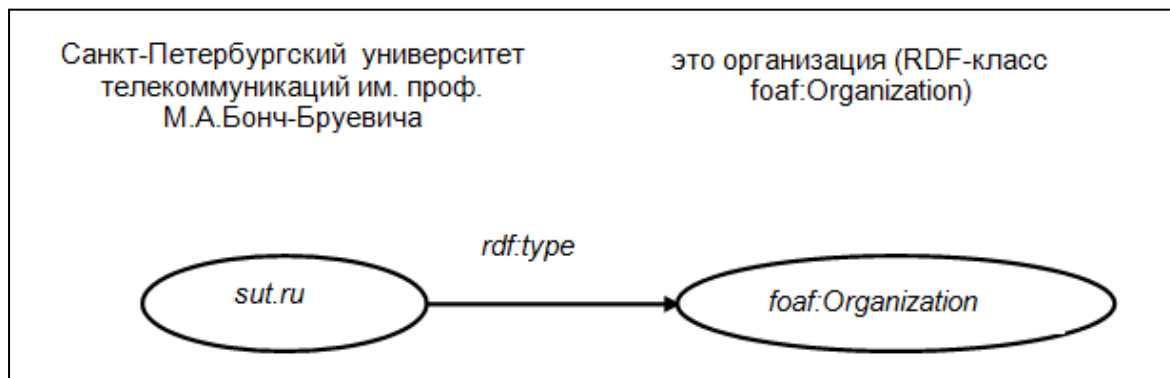 Санкт-Петербургский университет
телекоммуникаций им. проф.
М.А.Бонч-Бруевича
это организация (RDF-класс
foaf:Organization)
rdf:type
sut.ru
foaf:Organization